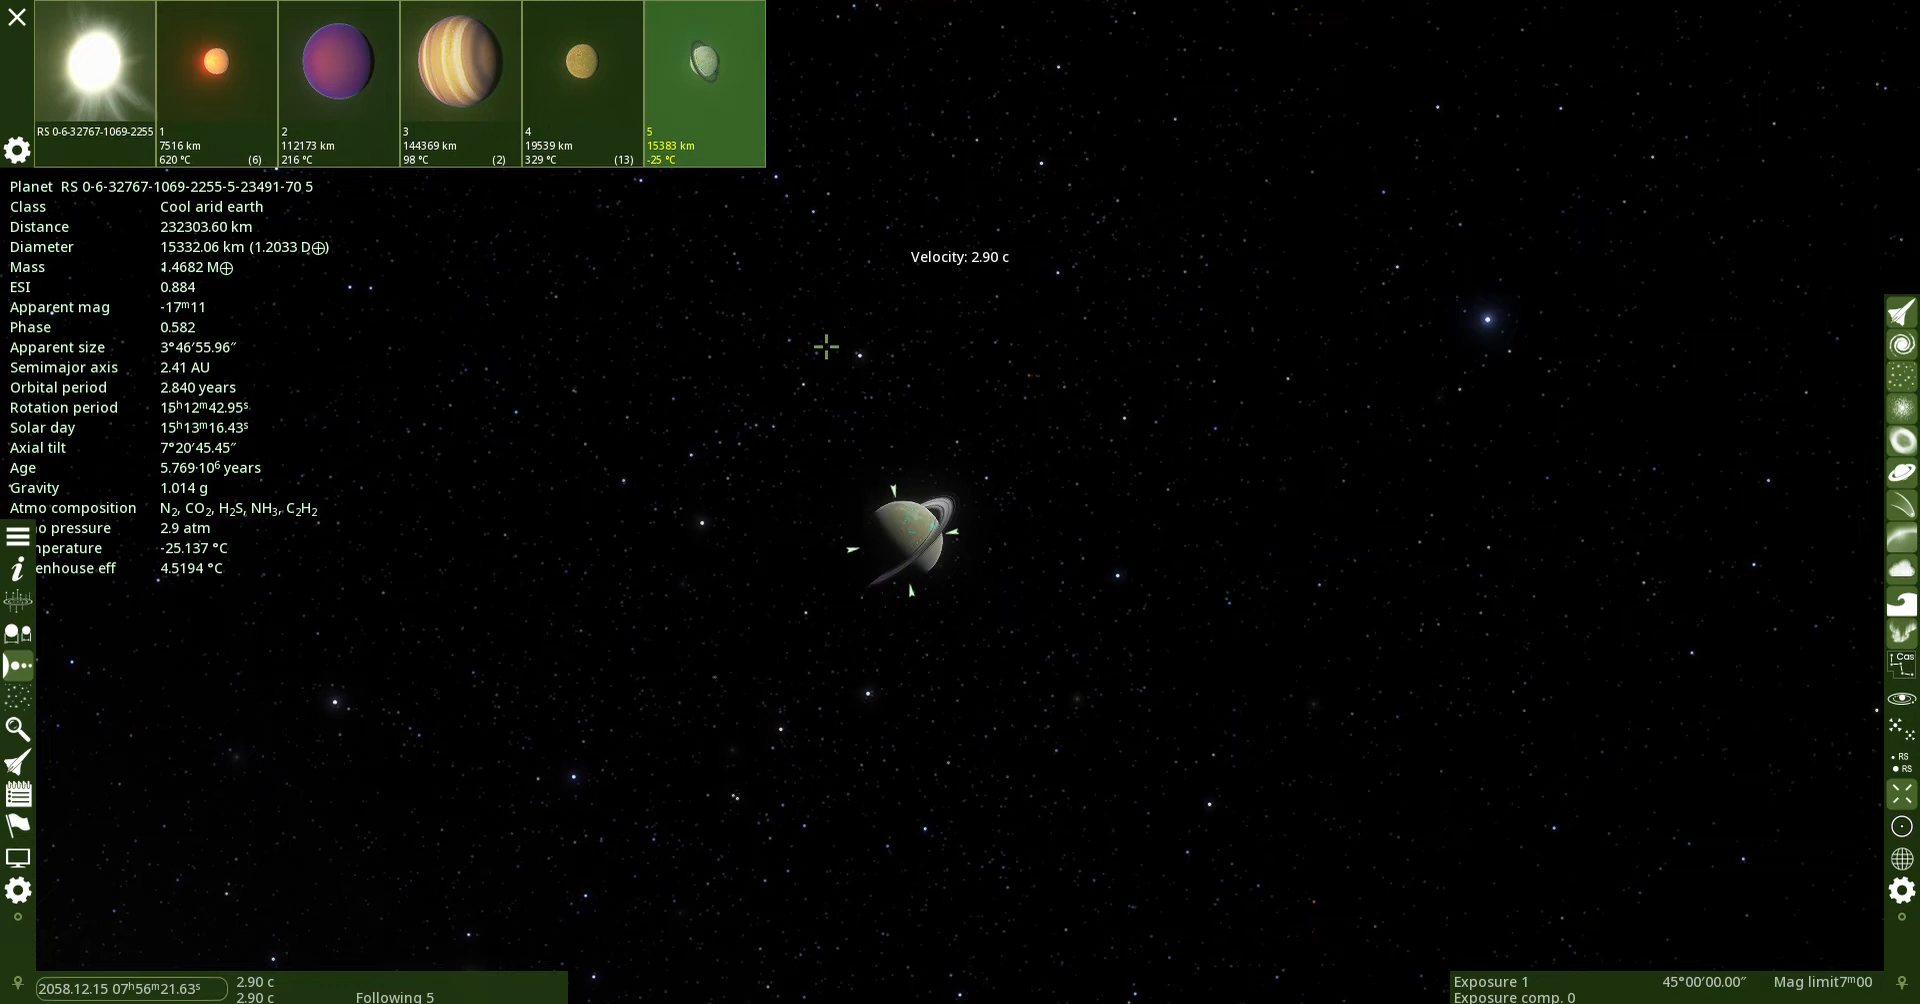 RS 0-6-32767-1069-2255
1
7516 km
620 °C (6)
2
112173 km
216 °C
3
144369 km
98 °C (2)
4
19539 km
329 °C (13)
5
15383 km
-25 °C
Planet RS 0-6-32767-1069-2255-5-23491-70 5
Class Cool arid earth
Distance 232303.60 km
Diameter 15332.06 km (1.2033 D⊕)
Mass 1.4682 M⊕
ESI 0.884
Apparent mag -17ᵐ11
Phase 0.582
Apparent size 3°46′55.96″
Semimajor axis 2.41 AU
Orbital period 2.840 years
Rotation period 15ʰ12ᵐ42.95ˢ
Solar day 15ʰ13ᵐ16.43ˢ
Axial tilt 7°20′45.45″
Age 5.769·10⁶ years
Gravity 1.014 g
Atmo composition N₂, CO₂, H₂S, NH₃, C₂H₂
o pressure 2.9 atm
perature -25.137 °C
enhouse eff 4.5194 °C
Velocity: 2.90 c
Cas
RS
RS
2058.12.15 07ʰ56ᵐ21.63ˢ
2.90 c
2.90 c Following 5
Exposure 1 45°00′00.00″ Mag limit7ᵐ00
Exposure comp. 0